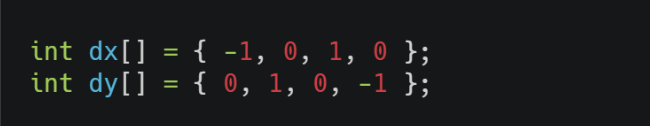 int dx[] = { -1, 0, 1, 0 };
int dy[] = { 0, 1, 0, -1 };